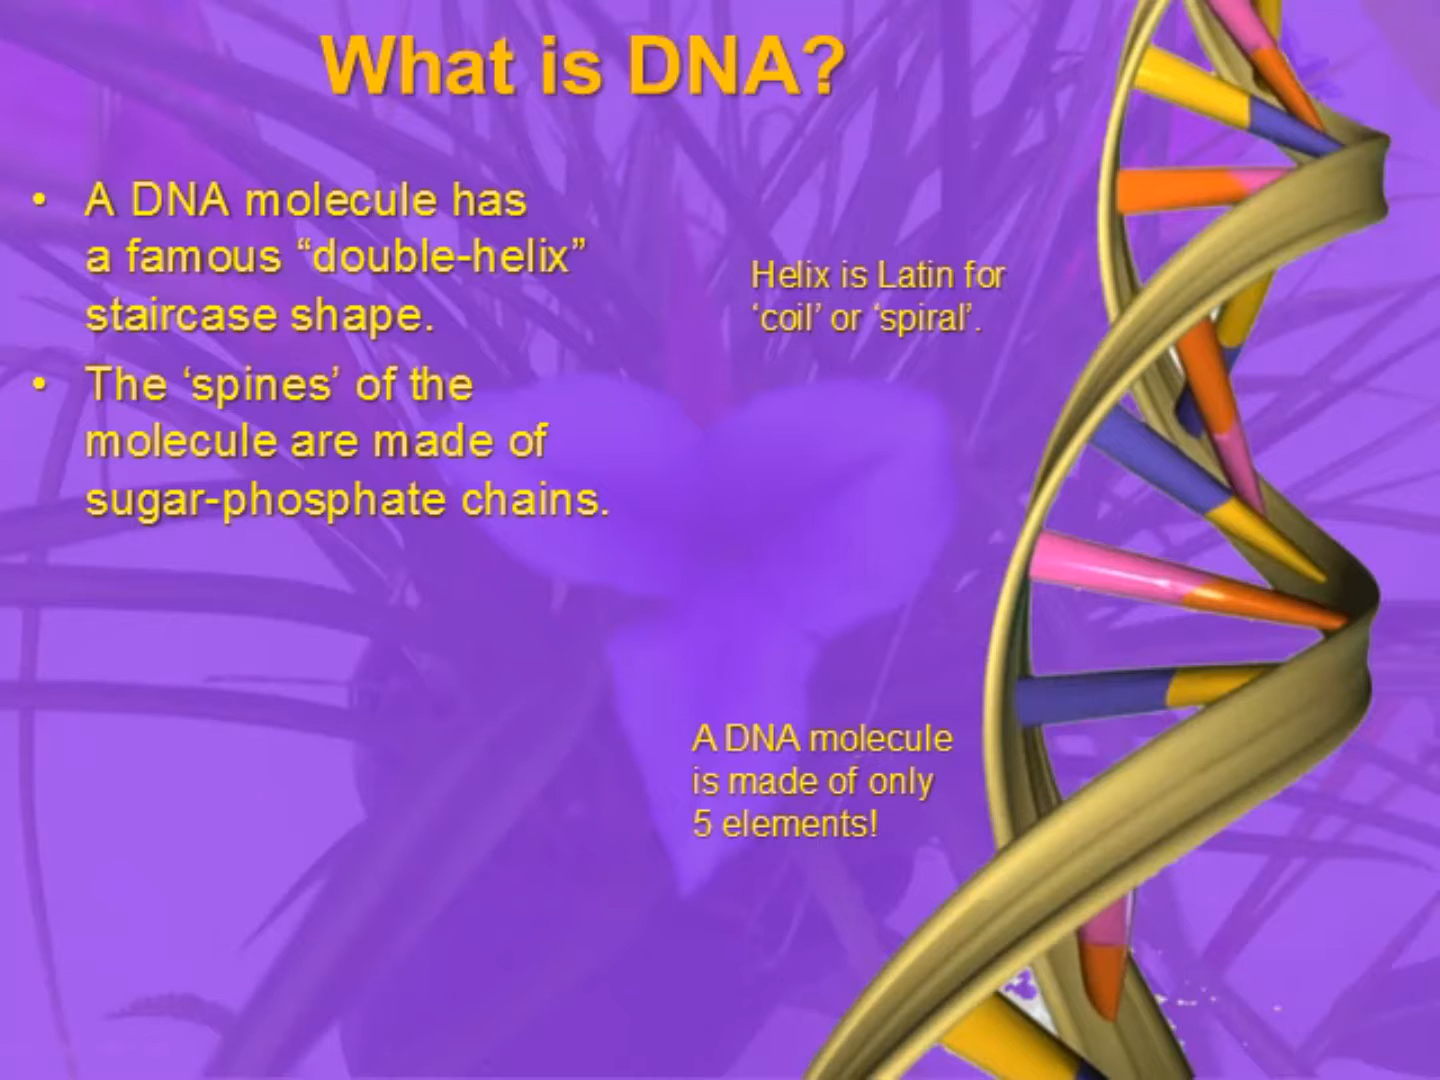 What is DNA?
• A DNA molecule has
a famous “double-helix”
staircase shape.
• The ‘spines’ of the
molecule are made of
sugar-phosphate chains.
Helix is Latin for
‘coil’ or ‘spiral’.
A DNA molecule
is made of only
5 elements!